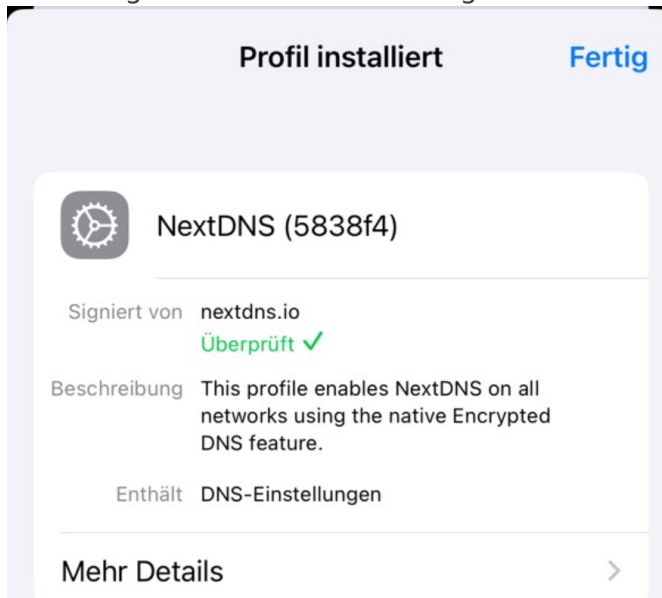 Profil installiert
Fertig
NextDNS (5838f4)
Signiert von nextdns.io
Überprüft ✓
Beschreibung This profile enables NextDNS on all
networks using the native Encrypted
DNS feature.
Enthält DNS-Einstellungen
Mehr Details